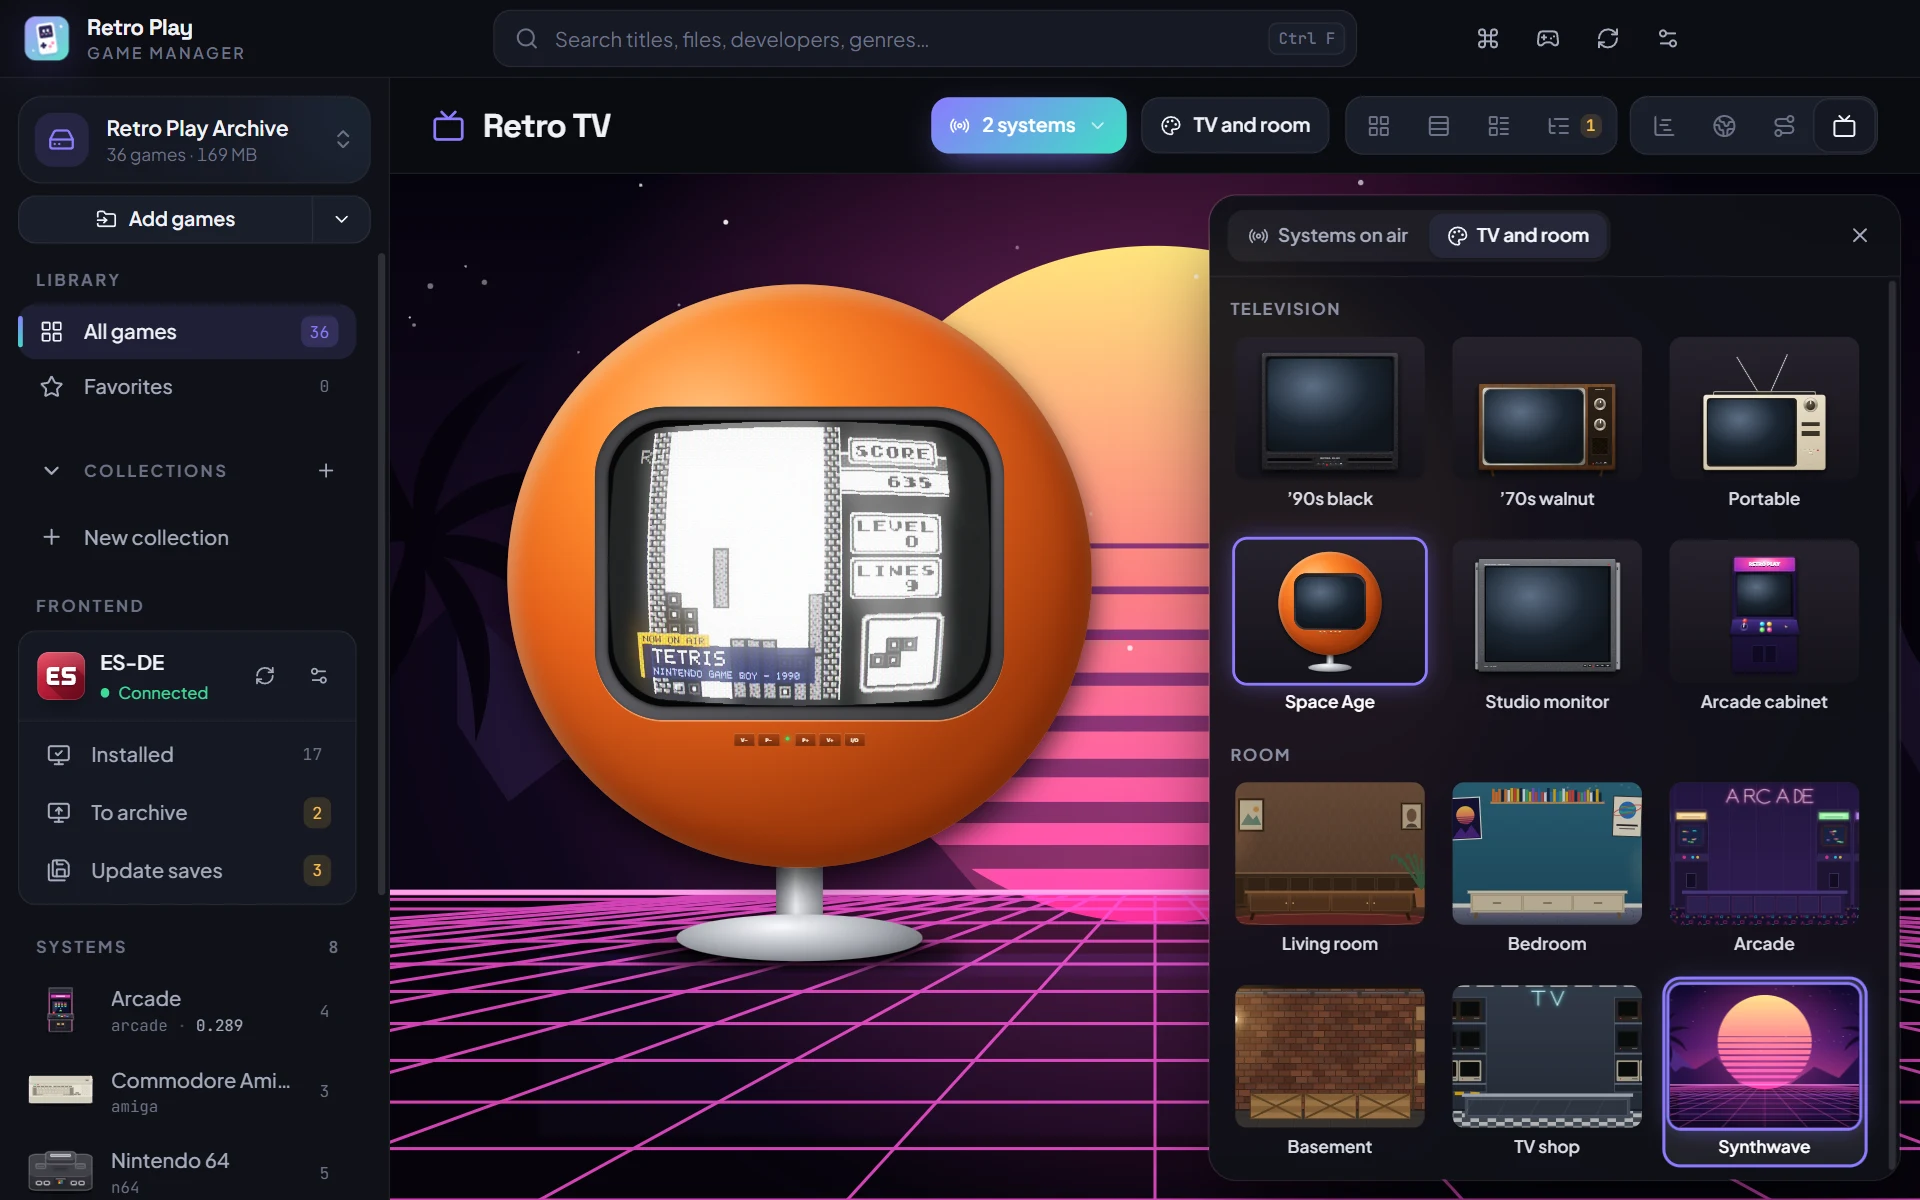 Retro Play
GAME MANAGER
Search titles, files, developers, genres...
Ctrl F
Retro Play Archive
36 games · 169 MB
Add games
LIBRARY
All games 36
Favorites 0
COLLECTIONS
New collection
FRONTEND
ES
ES-DE
Connected
Installed 17
To archive 2
Update saves 3
SYSTEMS 8
Arcade 4
arcade · 0.289
Commodore Ami... 3
amiga
Nintendo 64 5
n64
Retro TV
2 systems
TV and room
1
SCORE
635
LEVEL
0
LINES
9
NOW ON AIR
TETRIS
NINTENDO GAME BOY - 1990
V- P- P+ V+
Systems on air
TV and room
TELEVISION
'90s black
'70s walnut
Portable
RETRO PLAY
Space Age
Studio monitor
Arcade cabinet
ROOM
ARCADE
Living room
Bedroom
Arcade
TV
Basement
TV shop
Synthwave